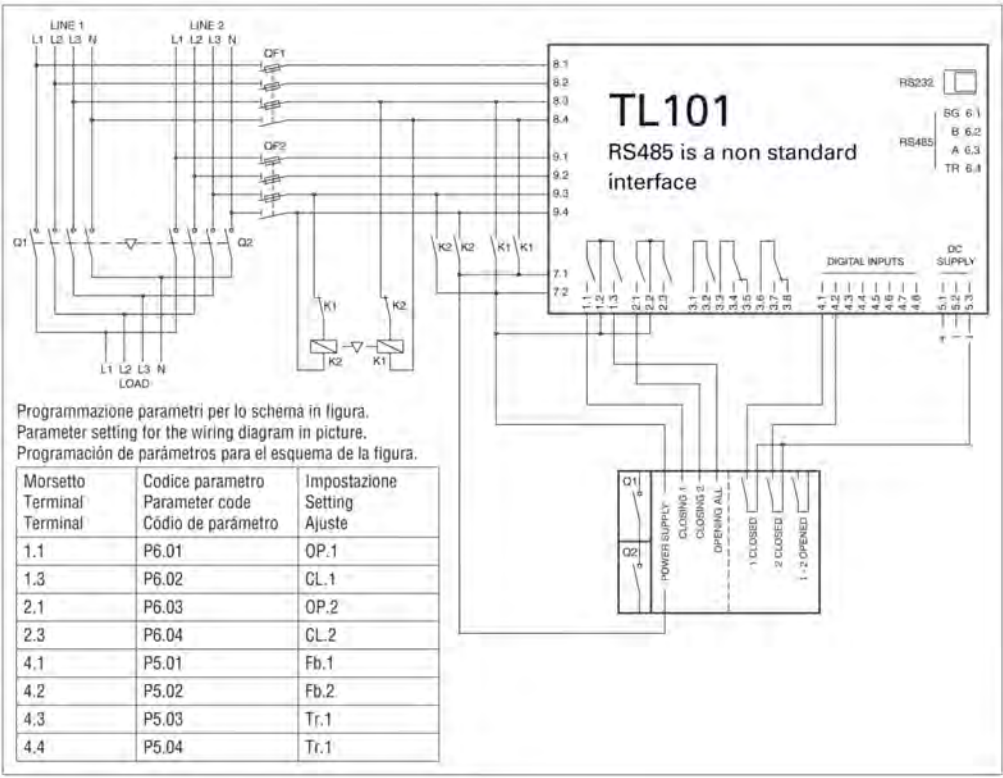 LINE 1 LINE 2
L1 L2 L3 N L1 L2 L3 N
QF1
QF2
8.1
8.2
8.3
8.4
9.1
9.2
9.3
9.4
7.1
7.2
TL101
RS485 is a non standard
interface
RS232
RS485
SG 6.1
B 6.2
A 6.3
TR 6.4
Q1 Q2
K2 K2 K1 K1
K1 K2
K2 K1
L1 L2 L3 N
LOAD
DIGITAL INPUTS
DC
SUPPLY
1.1 1.2 1.3 2.1 2.2 2.3 3.1 3.2 3.3 3.4 3.5 3.6 3.7 3.8 4.1 4.2 4.3 4.4 4.5 4.6 4.7 4.8 5.1 5.2 5.3
+ - -
Q1
Q2
POWER SUPPLY
CLOSING 1
CLOSING 2
OPENING ALL
1 CLOSED
2 CLOSED
1 - 2 OPENED
Programmazione parametri per lo schema in figura.
Parameter setting for the wiring diagram in picture.
Programación de parámetros para el esquema de la figura.
Morsetto Codice parametro Impostazione
Terminal Parameter code Setting
Terminal Códio de parámetro Ajuste
1.1 P6.01 OP.1
1.3 P6.02 CL.1
2.1 P6.03 OP.2
2.3 P6.04 CL.2
4.1 P5.01 Fb.1
4.2 P5.02 Fb.2
4.3 P5.03 Tr.1
4.4 P5.04 Tr.1